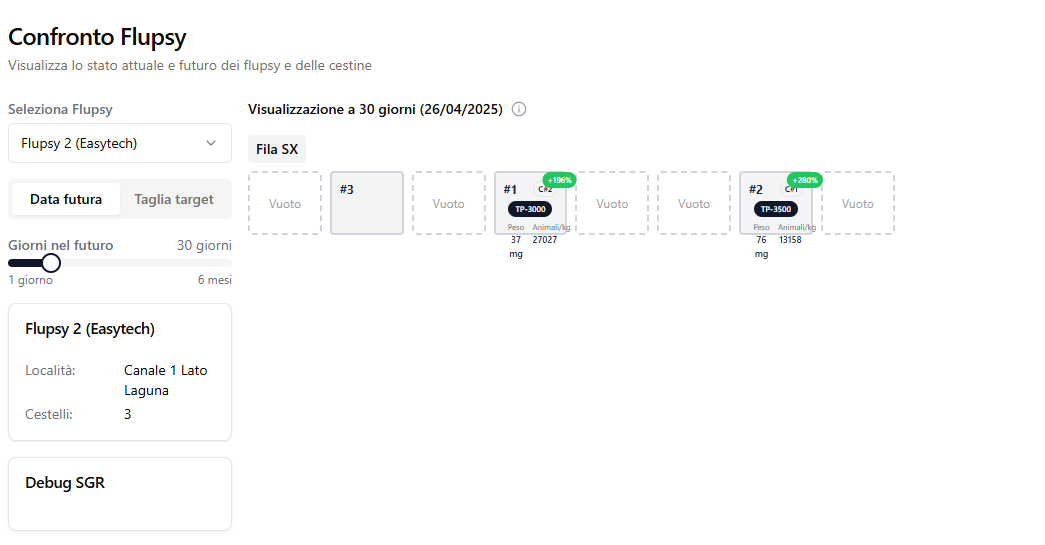 Confronto Flupsy
Visualizza lo stato attuale e futuro dei flupsy e delle cestine
Seleziona Flupsy
Flupsy 2 (Easytech)
Data futura
Taglia target
Giorni nel futuro
30 giorni
1 giorno
6 mesi
Flupsy 2 (Easytech)
Località:
Canale 1 Lato
Laguna
Cestelli:
3
Debug SGR
Visualizzazione a 30 giorni (26/04/2025)
Fila SX
Vuoto
#3
Vuoto
+196%
#1
C#2
TP-3000
Peso
Animali/kg
37
27027
mg
Vuoto
Vuoto
+280%
#2
C#1
TP-3500
Peso
Animali/kg
76
13158
mg
Vuoto